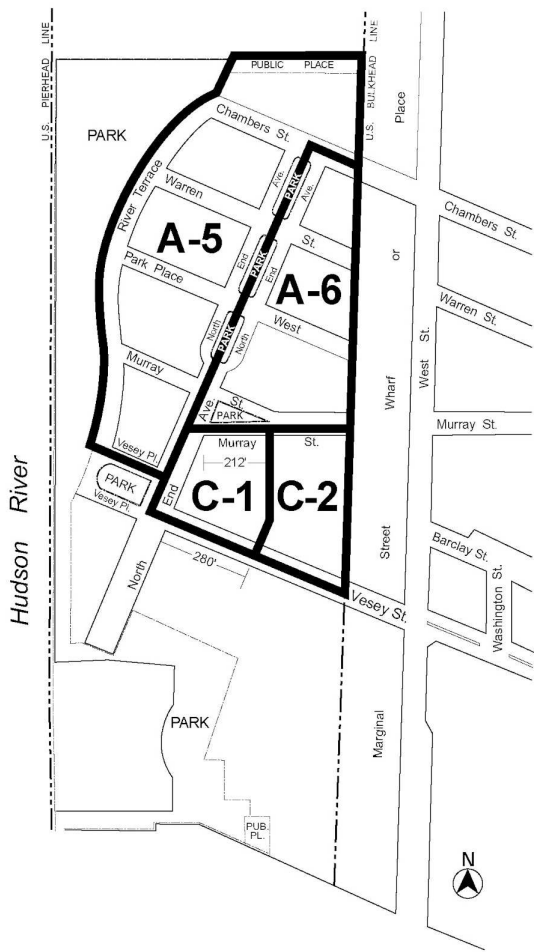 U.S. PIERHEAD LINE
U.S. BULKHEAD LINE
PUBLIC PLACE
PARK
Place
Chambers St.
Ave.
PARK
Ave.
Warren
River Terrace
Chambers St.
A-5
End
PARK
St.
or
Park Place
End
A-6
Warren St.
North
PARK
North
West
West St.
Murray
Wharf
Ave.
St.
PARK
Murray St.
Vesey Pl.
Murray St.
212'
PARK
End
C-1
C-2
Vesey Pl.
Street
Barclay St.
Hudson River
280'
North
Washington St.
Vesey St.
PARK
Marginal
PUB.
PL.
N